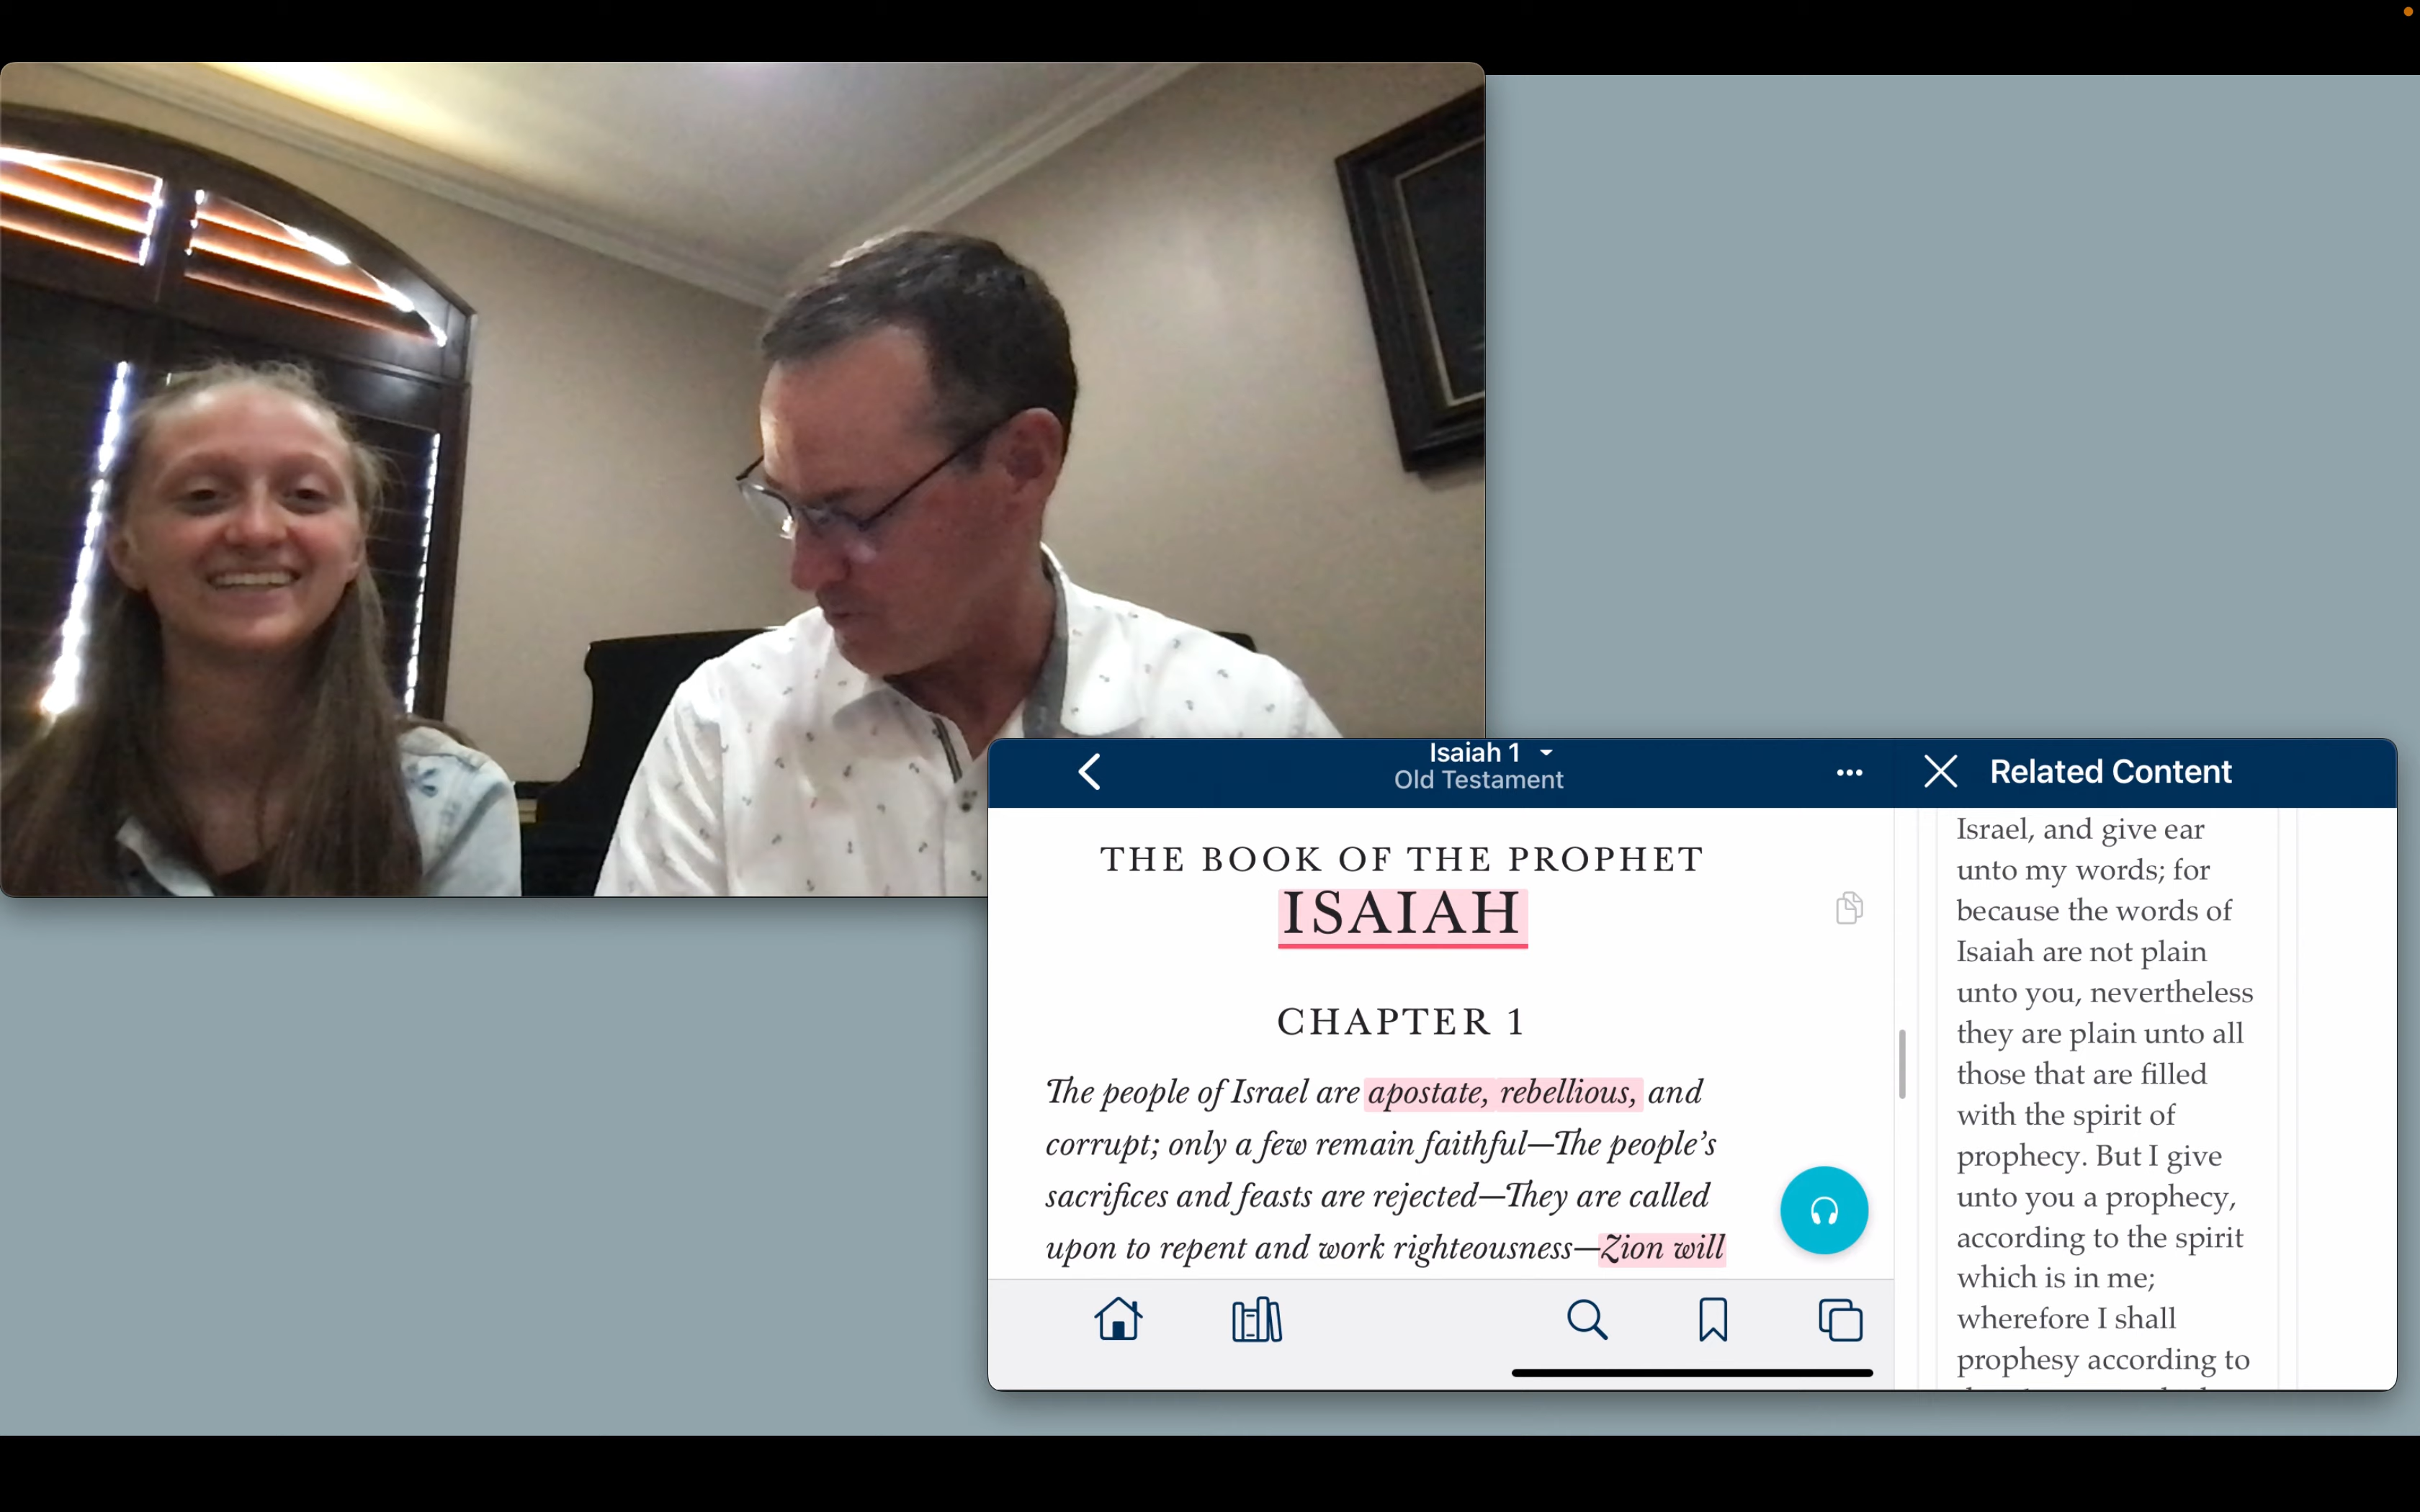 Isaiah 1
Old Testament
THE BOOK OF THE PROPHET
ISAIAH
CHAPTER 1
The people of Israel are apostate, rebellious, and
corrupt; only a few remain faithful—The people’s
sacrifices and feasts are rejected—They are called
upon to repent and work righteousness—Zion will
Related Content
Israel, and give ear
unto my words; for
because the words of
Isaiah are not plain
unto you, nevertheless
they are plain unto all
those that are filled
with the spirit of
prophecy. But I give
unto you a prophecy,
according to the spirit
which is in me;
wherefore I shall
prophesy according to